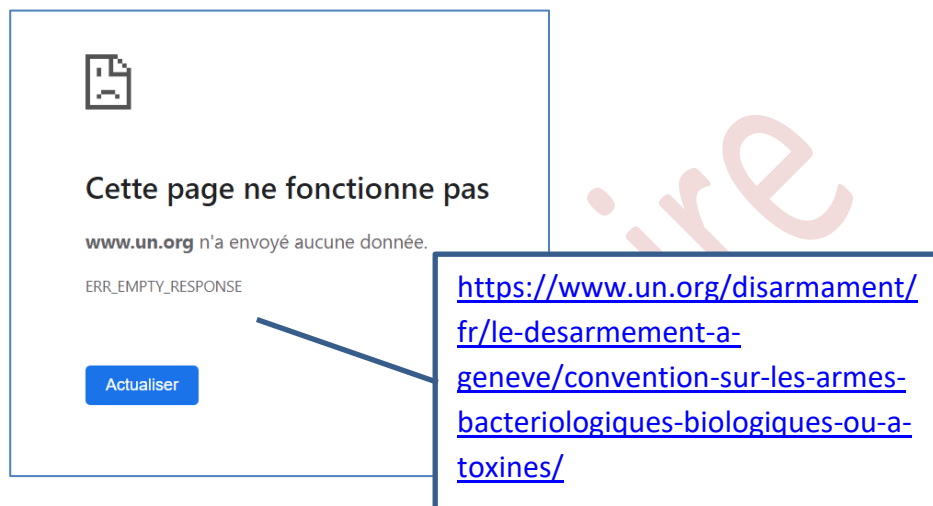 Cette page ne fonctionne pas
www.un.org n'a envoyé aucune donnée.
ERR_EMPTY_RESPONSE
Actualiser
https://www.un.org/disarmament/
fr/le-desarmement-a-
geneve/convention-sur-les-armes-
bacteriologiques-biologiques-ou-a-
toxines/
ire